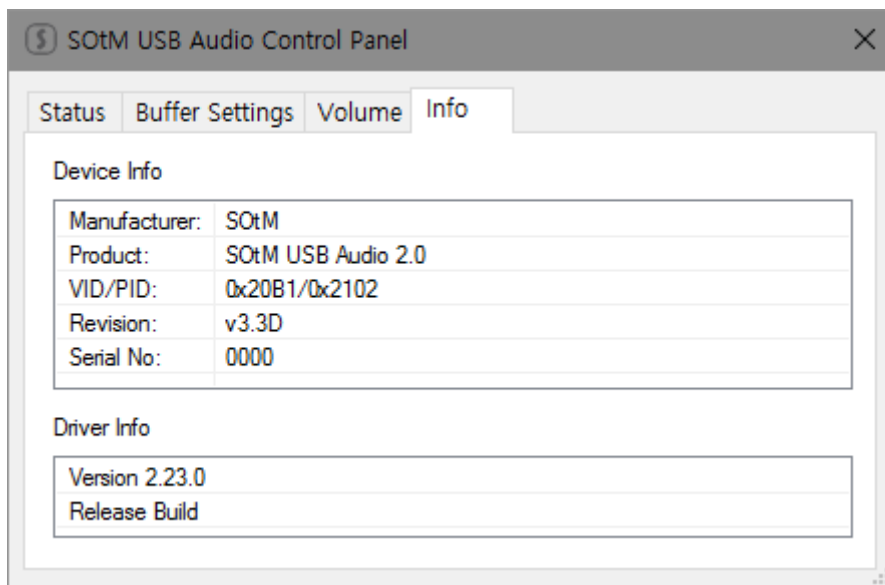 SOtM USB Audio Control Panel
Status Buffer Settings Volume Info
Device Info
Manufacturer: SOtM
Product: SOtM USB Audio 2.0
VID/PID: 0x20B1/0x2102
Revision: v3.3D
Serial No: 0000
Driver Info
Version 2.23.0
Release Build